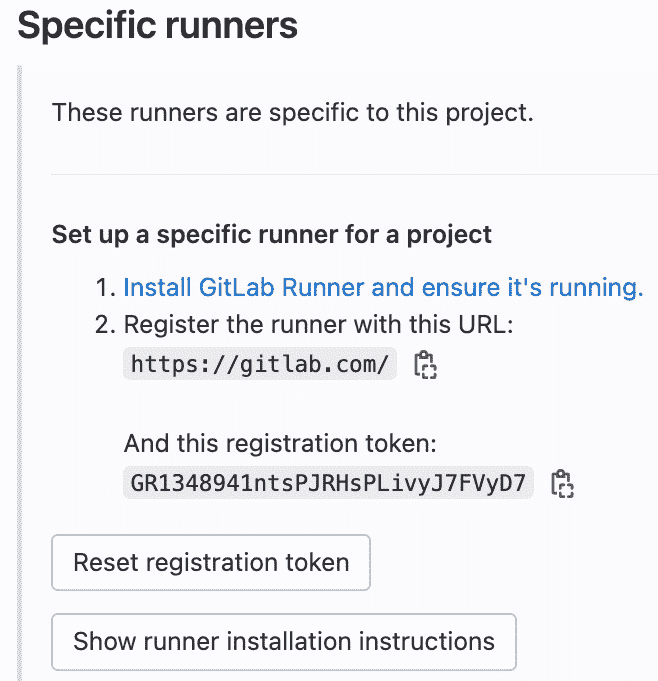 Specific runners
These runners are specific to this project.
Set up a specific runner for a project
1. Install GitLab Runner and ensure it's running.
2. Register the runner with this URL:
https://gitlab.com/
And this registration token:
GR1348941ntsPJRHsPLivyJ7FVyD7
Reset registration token
Show runner installation instructions